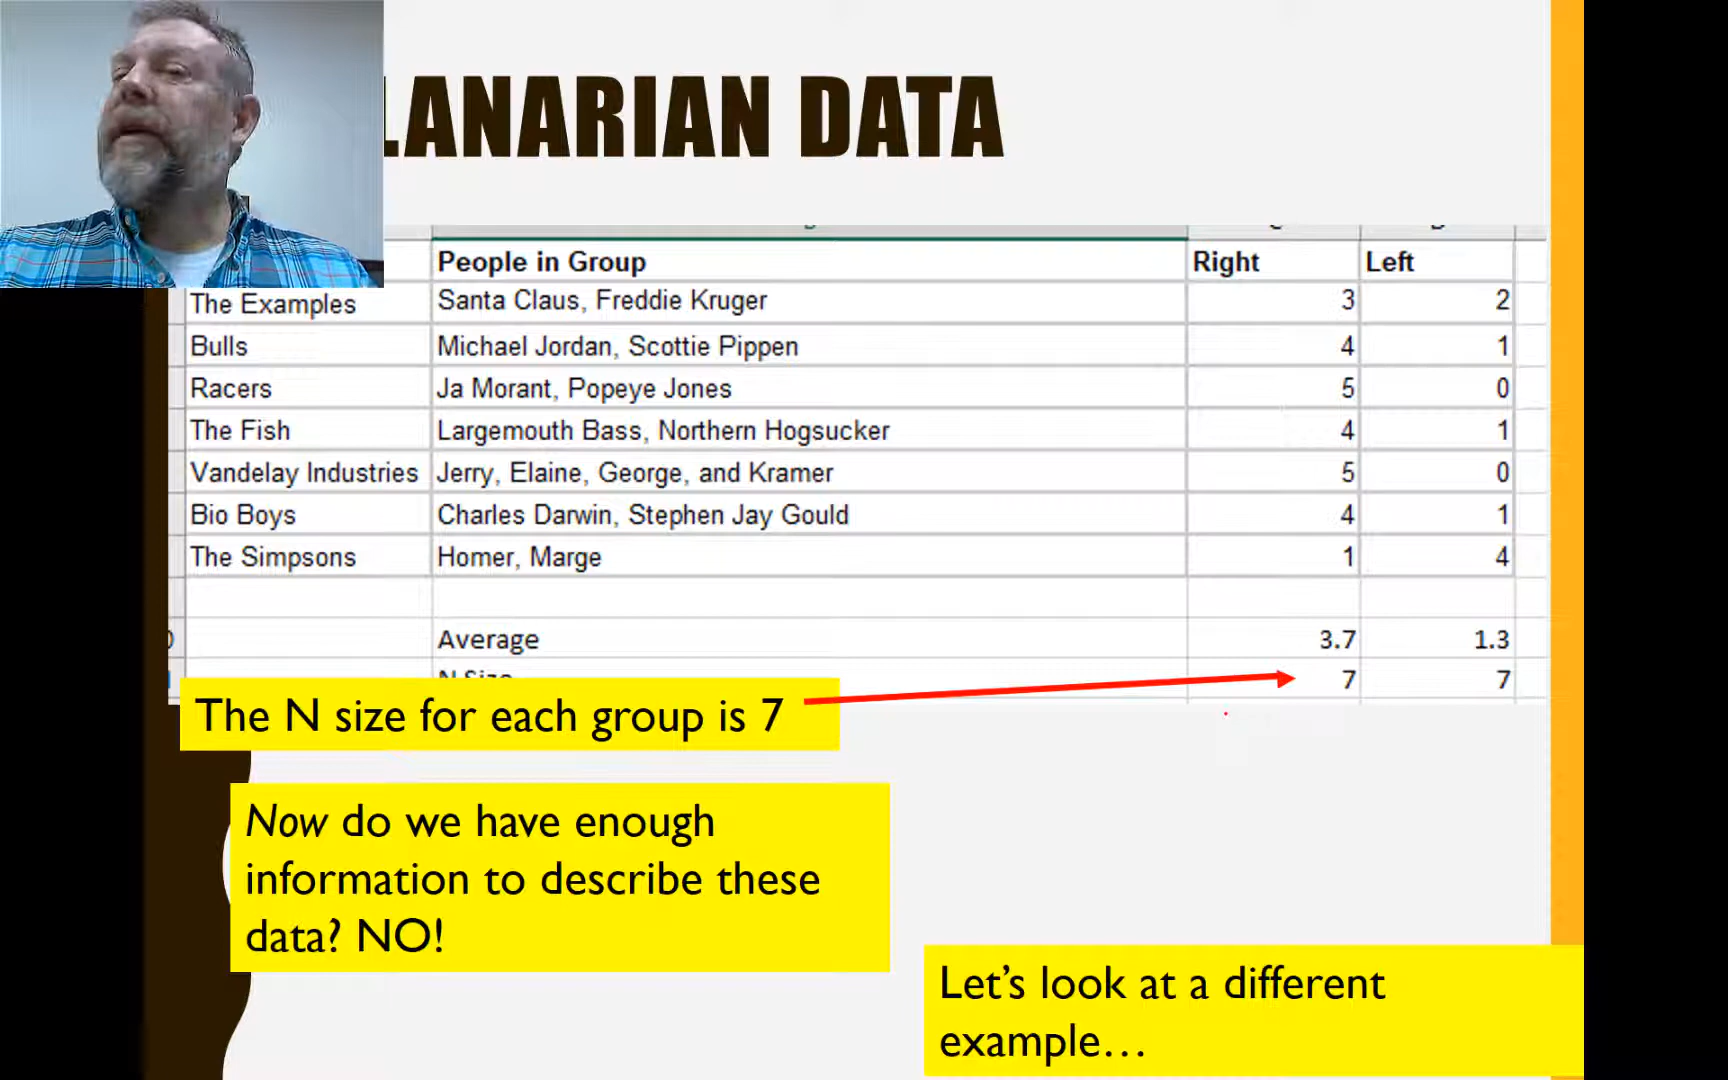 LANARIAN DATA
People in Group Right Left
The Examples Santa Claus, Freddie Kruger 3 2
Bulls Michael Jordan, Scottie Pippen 4 1
Racers Ja Morant, Popeye Jones 5 0
The Fish Largemouth Bass, Northern Hogsucker 4 1
Vandelay Industries Jerry, Elaine, George, and Kramer 5 0
Bio Boys Charles Darwin, Stephen Jay Gould 4 1
The Simpsons Homer, Marge 1 4
Average 3.7 1.3
N Size 7 7
The N size for each group is 7
Now do we have enough
information to describe these
data? NO!
Let’s look at a different
example…